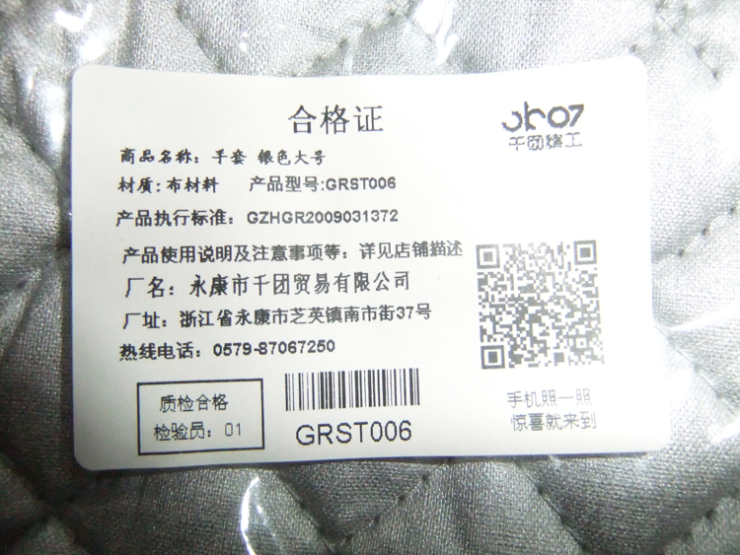 合格证
千团精工
商品名称：手套 银色大号
材质：布材料 产品型号:GRST006
产品执行标准：GZHGR2009031372
产品使用说明及注意事项等：详见店铺描述
厂名：永康市千团贸易有限公司
厂址：浙江省永康市芝英镇南市街37号
热线电话：0579-87067250
质检合格
检验员：01
GRST006
手机照一照
惊喜就来到